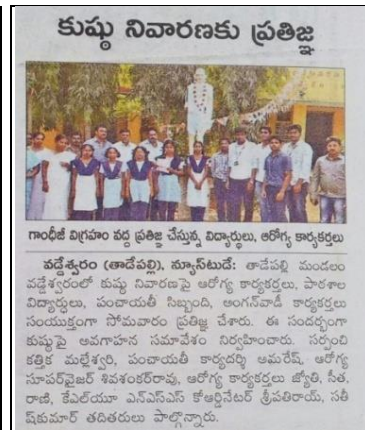 కుష్ఠు నివారణకు ప్రతిజ్ఞ
గాంధీజీ విగ్రహం వద్ద ప్రతిజ్ఞ చేస్తున్న విద్యార్థులు, ఆరోగ్య కార్యకర్తలు
వడ్డేశ్వరం (తాడేపల్లి), న్యూస్‌టుడే: తాడేపల్లి మండలం
వడ్డేశ్వరంలో కుష్ఠు నివారణపై ఆరోగ్య కార్యకర్తలు, పాఠశాల
విద్యార్థులు, పంచాయతీ సిబ్బంది, అంగన్‌వాడీ కార్యకర్తలు
సంయుక్తంగా సోమవారం ప్రతిజ్ఞ చేశారు. ఈ సందర్భంగా
కుష్ఠుపై అవగాహన సమావేశం నిర్వహించారు. సర్పంచి
కత్తిక మల్లేశ్వరి, పంచాయతీ కార్యదర్శి అమరేష్, ఆరోగ్య
సూపర్‌వైజర్ శివశంకర్‌రావు, ఆరోగ్య కార్యకర్తలు జ్యోతి, సీత,
రాణి, కేఎల్‌యూ ఎన్ఎస్ఎస్ కోఆర్డినేటర్ శ్రీపతిరాయ్, సతీ
ష్‌కుమార్ తదితరులు పాల్గొన్నారు.